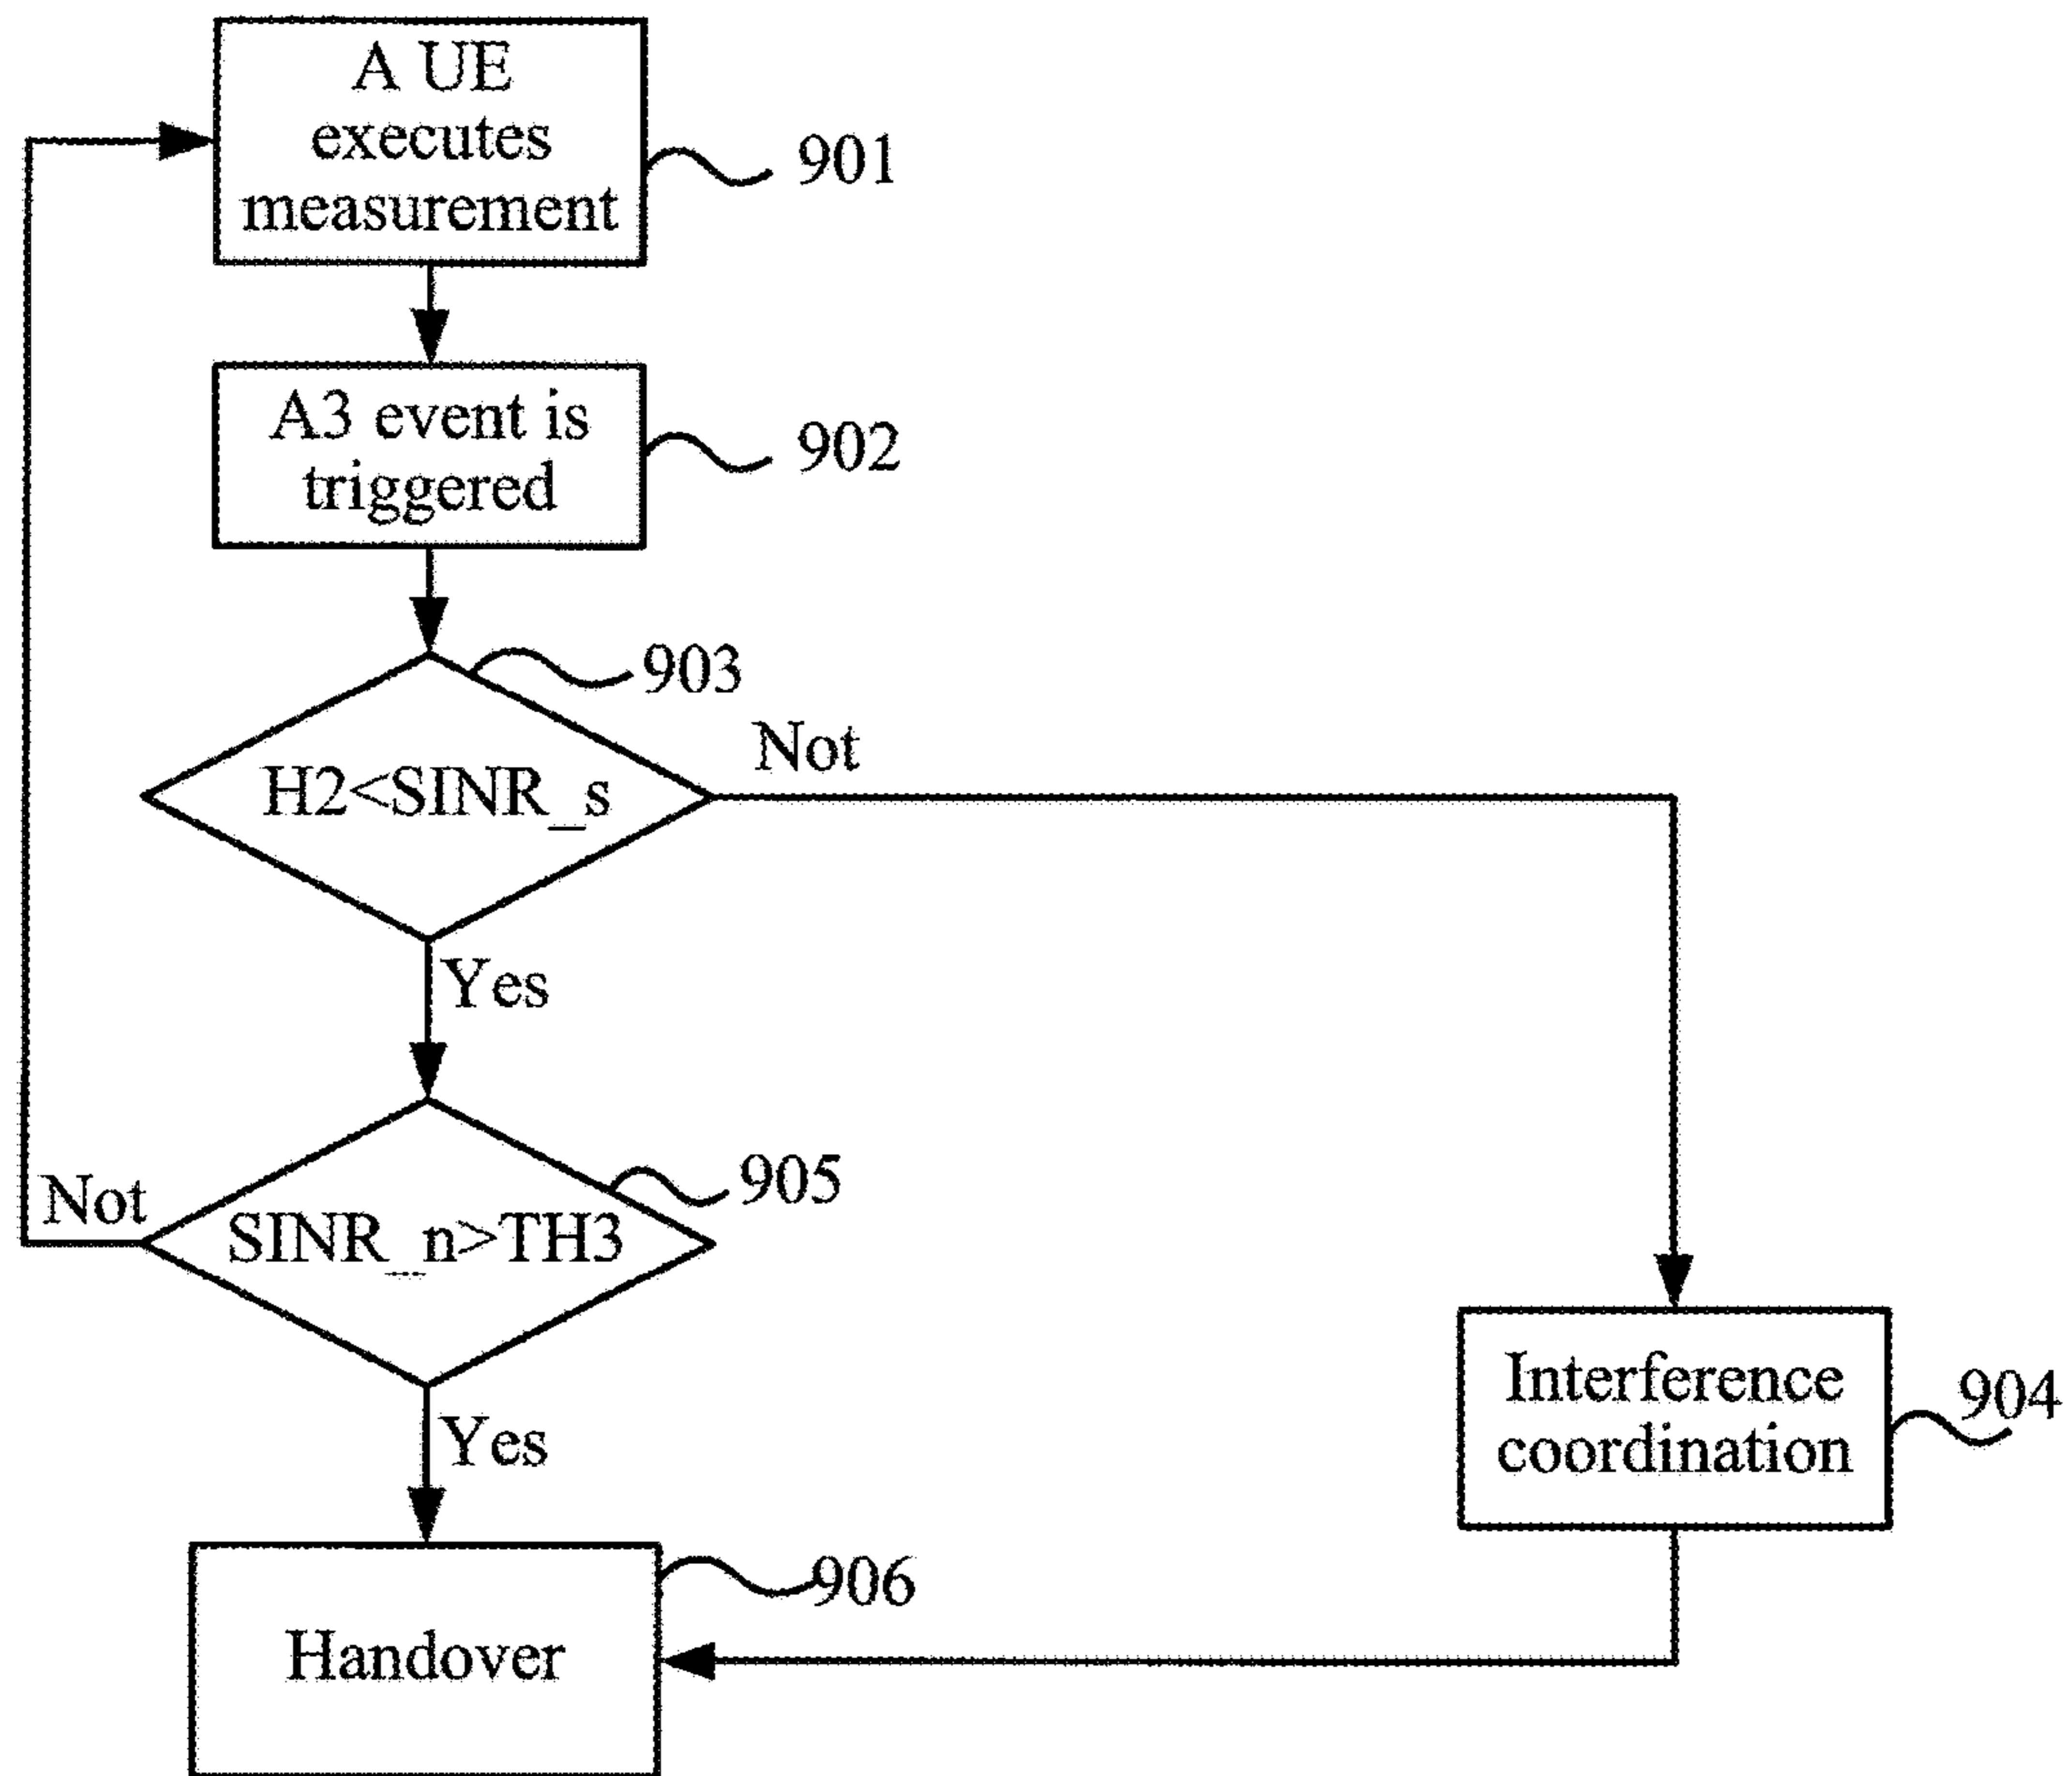 A UE
executes
measurement
901
A3 event is
triggered
902
903
H2<SINR_s
Not
Yes
905
Not
SINR_n>TH3
Yes
Interference
coordination
904
906
Handover